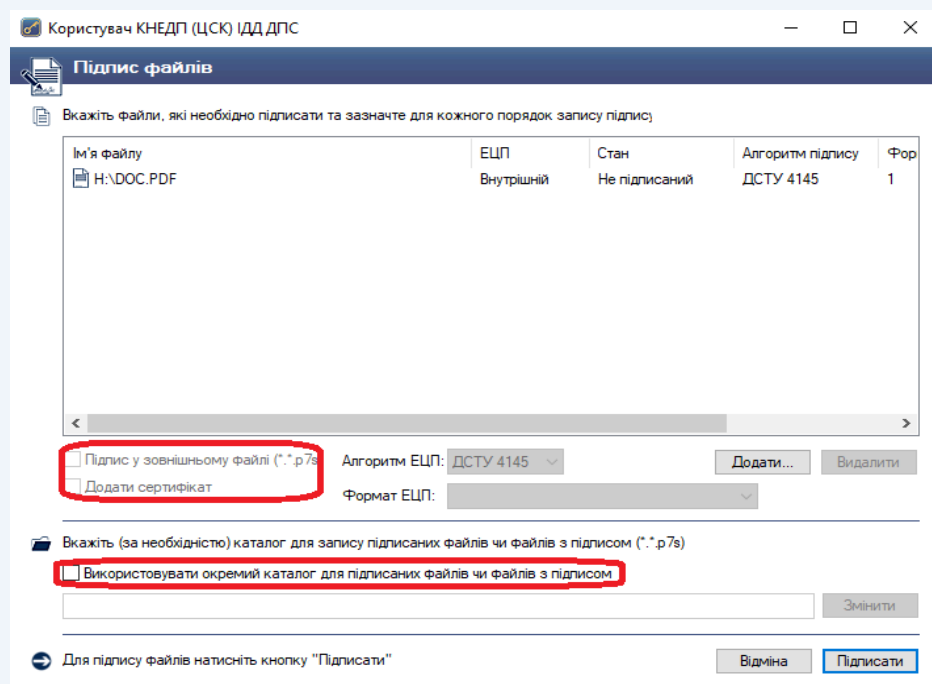 Користувач КНЕДП (ЦСК) ІДД ДПС
Підпис файлів
Вкажіть файли, які необхідно підписати та зазначте для кожного порядок запису підпису
Ім'я файлу ЕЦП Стан Алгоритм підпису Фор
H:\DOC.PDF Внутрішній Не підписаний ДСТУ 4145 1
Підпис у зовнішньому файлі (*.*.p7s Алгоритм ЕЦП: ДСТУ 4145 Додати... Видалити
Додати сертифікат Формат ЕЦП:
Вкажіть (за необхідністю) каталог для запису підписаних файлів чи файлів з підписом (*.*.p7s)
Використовувати окремий каталог для підписаних файлів чи файлів з підписом
Змінити
Для підпису файлів натисніть кнопку "Підписати" Відміна Підписати